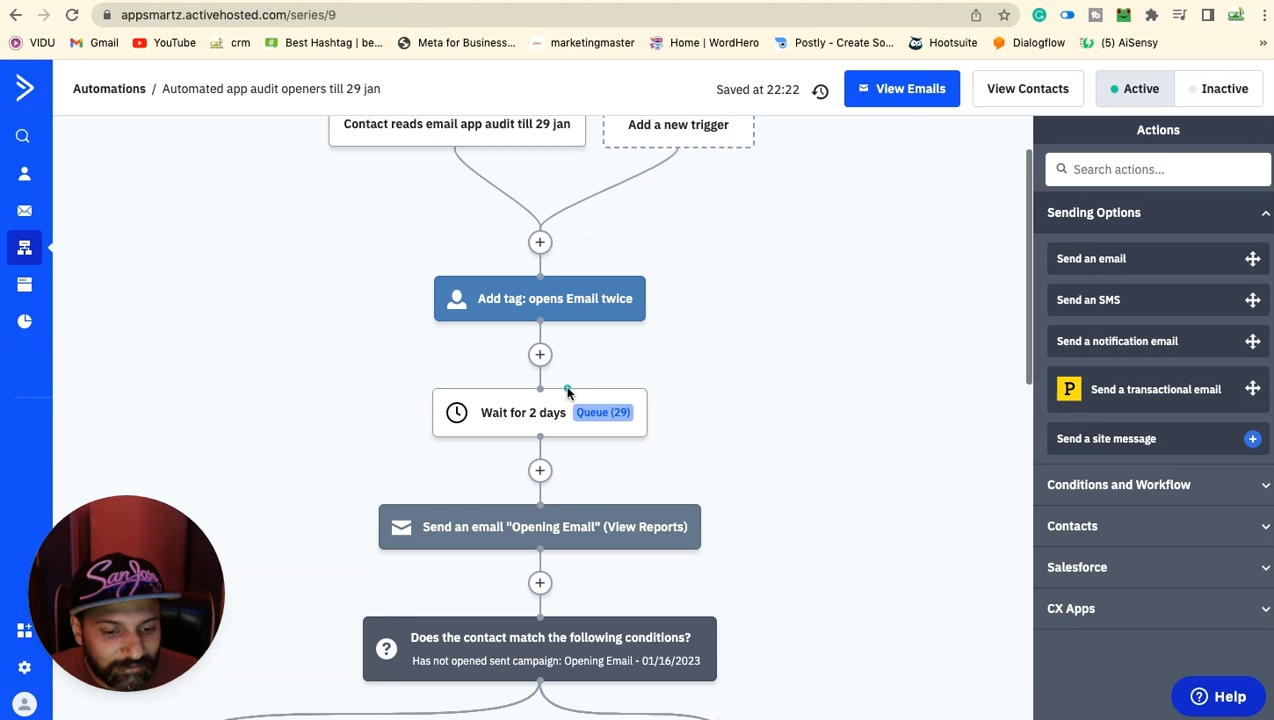 appsmartz.activehosted.com/series/9
VIDU
Gmail
YouTube
crm
Best Hashtag | be...
Meta for Business...
marketingmaster
Home | WordHero
Postly - Create So...
Hootsuite
Dialogflow
(5) AiSensy
»
Automations / Automated app audit openers till 29 jan
Saved at 22:22
View Emails
View Contacts
Active
Inactive
Contact reads email app audit till 29 jan
Add a new trigger
Add tag: opens Email twice
Wait for 2 days Queue (29)
Send an email "Opening Email" (View Reports)
Does the contact match the following conditions?
Has not opened sent campaign: Opening Email - 01/16/2023
Actions
Search actions...
Sending Options
Send an email
Send an SMS
Send a notification email
P Send a transactional email
Send a site message
Conditions and Workflow
Contacts
Salesforce
CX Apps
San Jose
Help